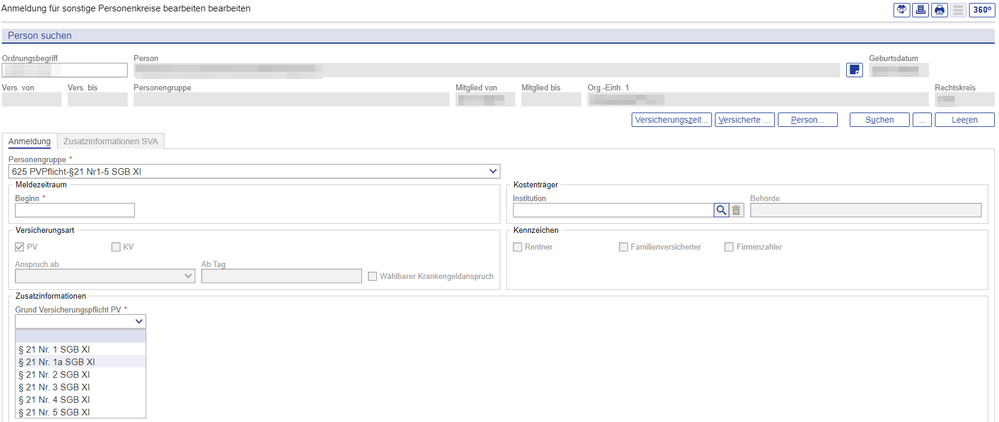 Anmeldung für sonstige Personenkreise bearbeiten bearbeiten
360°
Person suchen
Ordnungsbegriff Person Geburtsdatum
Vers. von Vers. bis Personengruppe Mitglied von Mitglied bis Org.-Einh. 1 Rechtskreis
Versicherungszeit... Versicherte ... Person... Suchen ... Leeren
Anmeldung Zusatzinformationen SVA
Personengruppe *
625 PVPflicht-§21 Nr1-5 SGB XI
Meldezeitraum Kostenträger
Beginn * Institution Behörde
Versicherungsart Kennzeichen
PV KV Rentner Familienversicherter Firmenzahler
Anspruch ab Ab Tag
Wählbarer Krankengeldanspruch
Zusatzinformationen
Grund Versicherungspflicht PV *
§ 21 Nr. 1 SGB XI
§ 21 Nr. 1a SGB XI
§ 21 Nr. 2 SGB XI
§ 21 Nr. 3 SGB XI
§ 21 Nr. 4 SGB XI
§ 21 Nr. 5 SGB XI